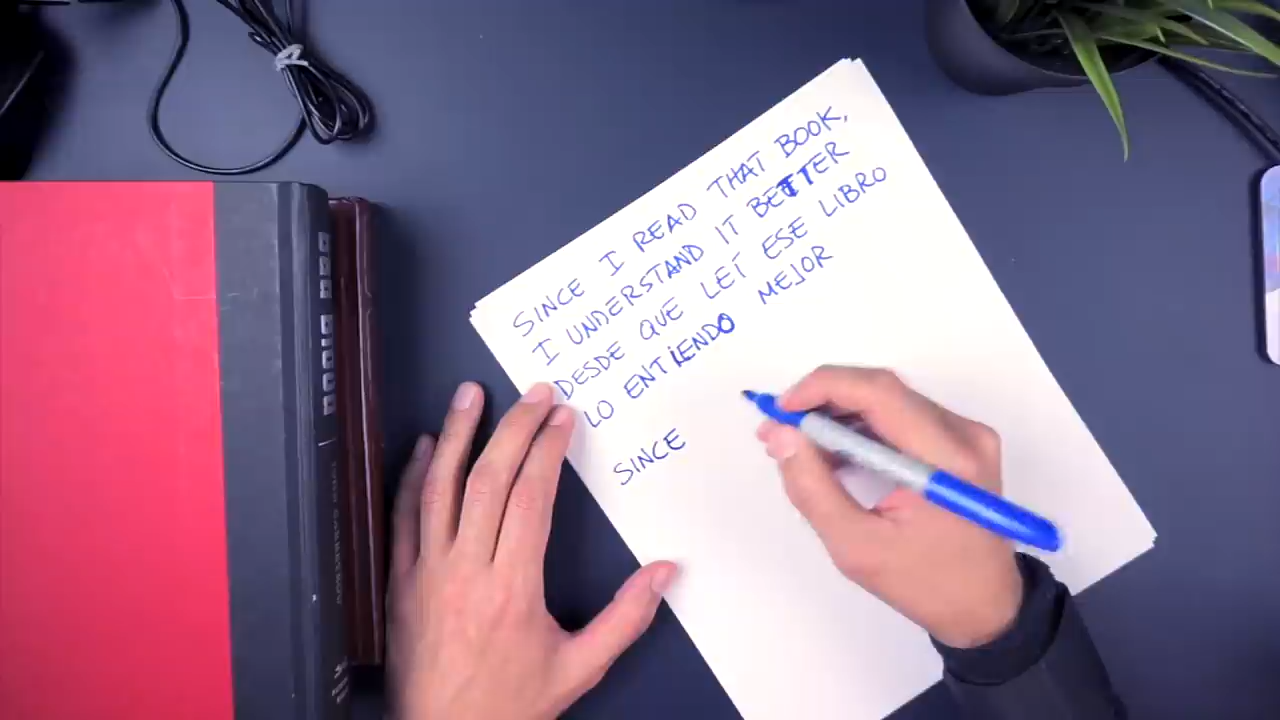 SINCE I READ THAT BOOK,
I UNDERSTAND IT BETTER
DESDE QUE LEÍ ESE LIBRO
LO ENTIENDO MEJOR
SINCE